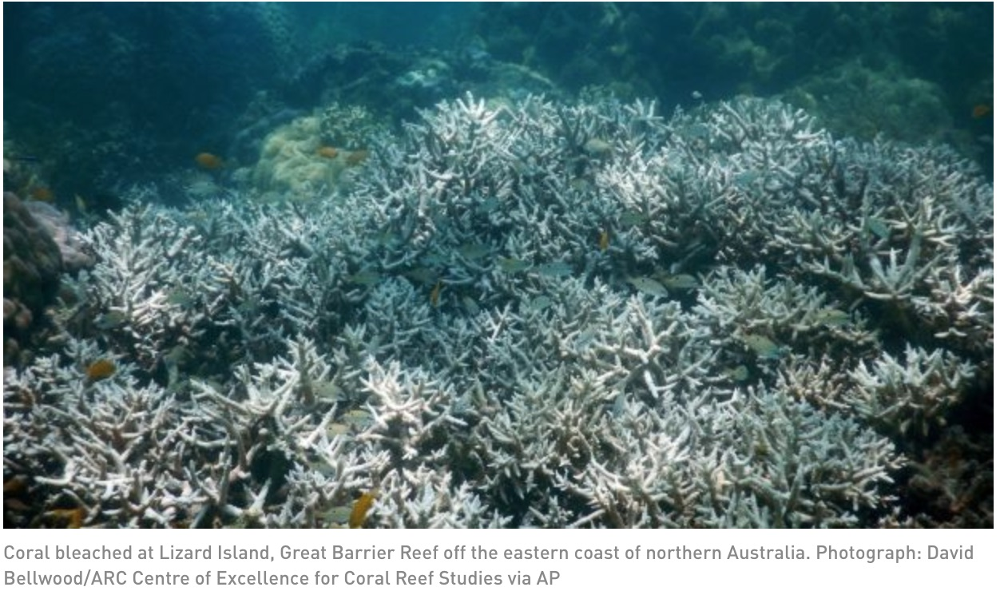 Coral bleached at Lizard Island, Great Barrier Reef off the eastern coast of northern Australia. Photograph: David
Bellwood/ARC Centre of Excellence for Coral Reef Studies via AP